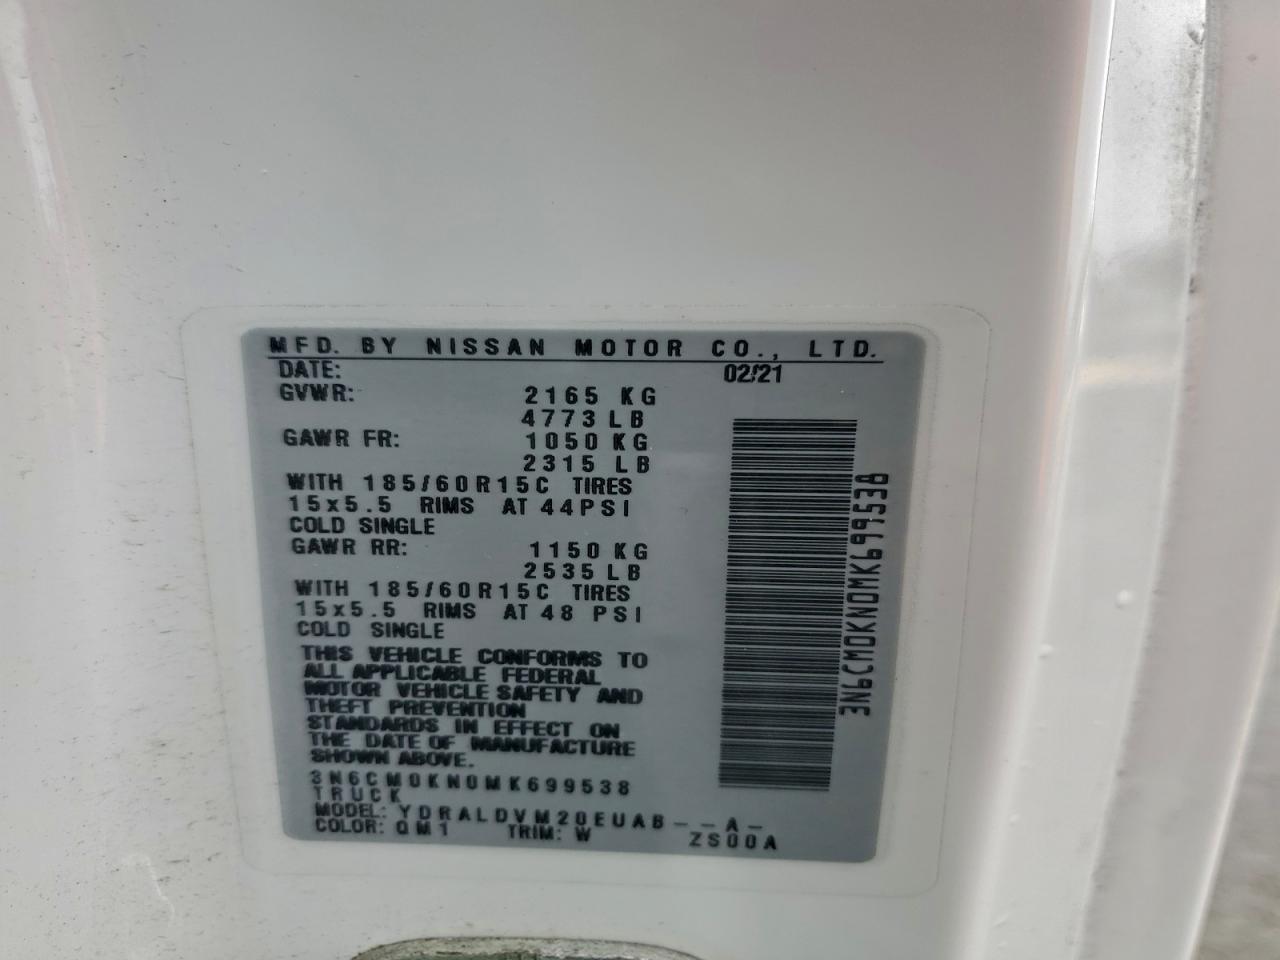 MFD. BY NISSAN MOTOR CO., LTD.
DATE: 02/21
GVWR: 2165 KG
4773 LB
GAWR FR: 1050 KG
2315 LB
WITH 185/60R15C TIRES
15x5.5 RIMS AT 44PSI
COLD SINGLE
GAWR RR: 1150 KG
2535 LB
WITH 185/60R15C TIRES
15x5.5 RIMS AT 48 PSI
COLD SINGLE
THIS VEHICLE CONFORMS TO
ALL APPLICABLE FEDERAL
MOTOR VEHICLE SAFETY AND
THEFT PREVENTION
STANDARDS IN EFFECT ON
THE DATE OF MANUFACTURE
SHOWN ABOVE.
3N6CM0KN0MK699538
TRUCK
MODEL: YDRALDVM20EUAB--A-
COLOR: QM1 TRIM: W ZS00A
3N6CM0KN0MK699538